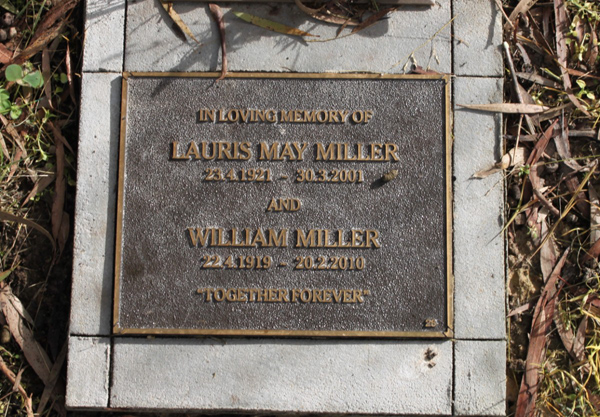 IN LOVING MEMORY OF
LAURIS MAY MILLER
23.4.1921 - 30.3.2001
AND
WILLIAM MILLER
22.4.1919 - 20.2.2010
"TOGETHER FOREVER"